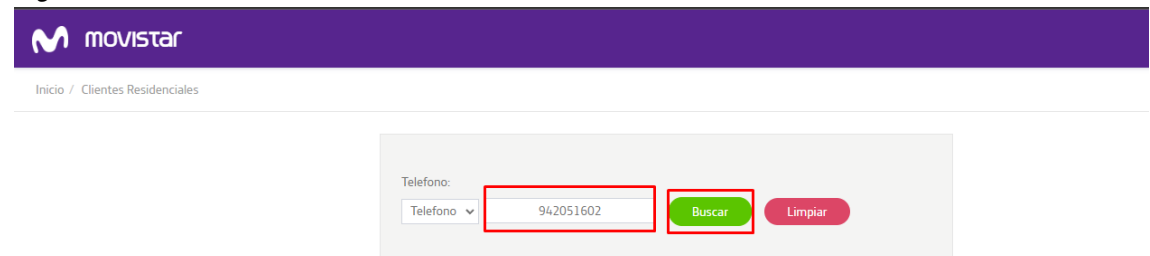 movistar
Inicio / Clientes Residenciales
Telefono:
Telefono 942051602 Buscar Limpiar